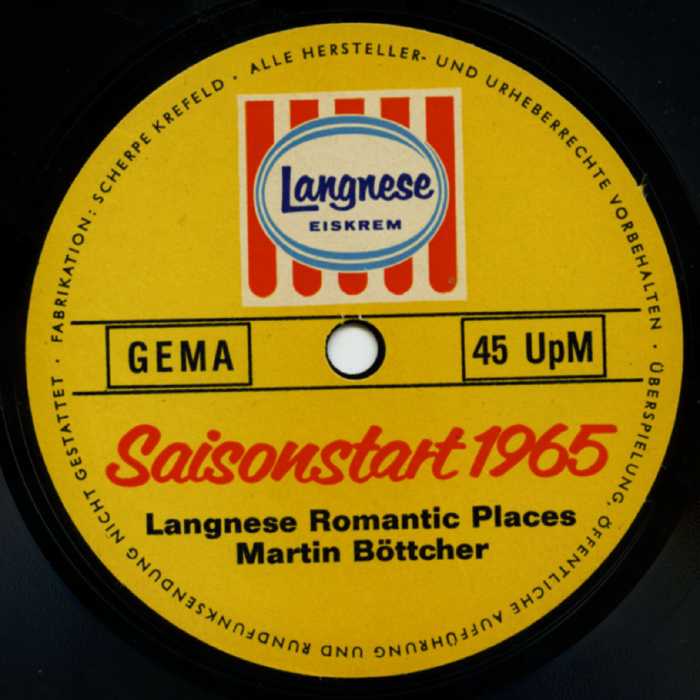 FABRIKATION: SCHERPE KREFELD · ALLE HERSTELLER- UND URHEBERRECHTE VORBEHALTEN · ÜBERSPIELUNG, ÖFFENTLICHE AUFFÜHRUNG UND RUNDFUNKSENDUNG NICHT GESTATTET ·
Langnese
EISKREM
GEMA
45 UpM
Saisonstart 1965
Langnese Romantic Places
Martin Böttcher